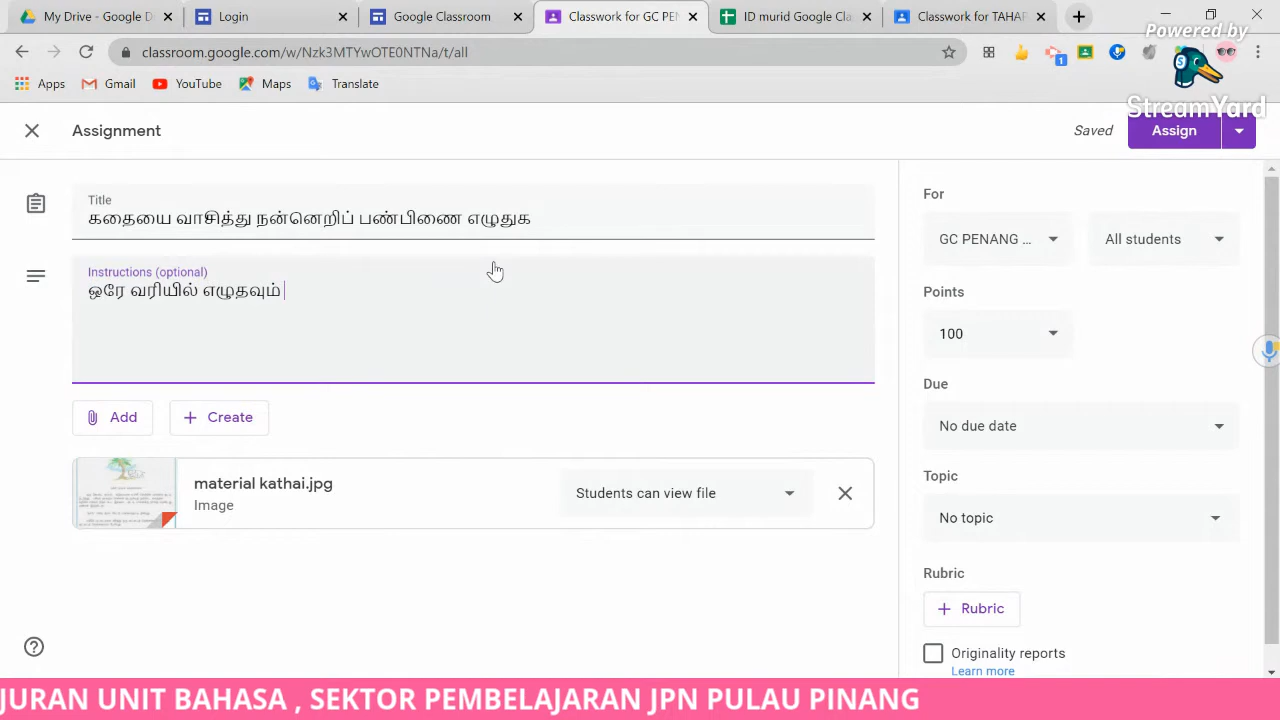 My Drive - Google D
Login
Google Classroom
Classwork for GC PEN
ID murid Google Cla
Classwork for TAHAP
classroom.google.com/w/Nzk3MTYwOTE0NTNa/t/all
Apps
Gmail
YouTube
Maps
Translate
Powered by
StreamYard
Assignment
Saved
Assign
Title
கதையை வாசித்து நன்னெறிப் பண்பிணை எழுதுக
Instructions (optional)
ஒரே வரியில் எழுதவும்
Add
Create
material kathai.jpg
Image
Students can view file
For
GC PENANG ...
All students
Points
100
Due
No due date
Topic
No topic
Rubric
Rubric
Originality reports
Learn more
JURAN UNIT BAHASA , SEKTOR PEMBELAJARAN JPN PULAU PINANG